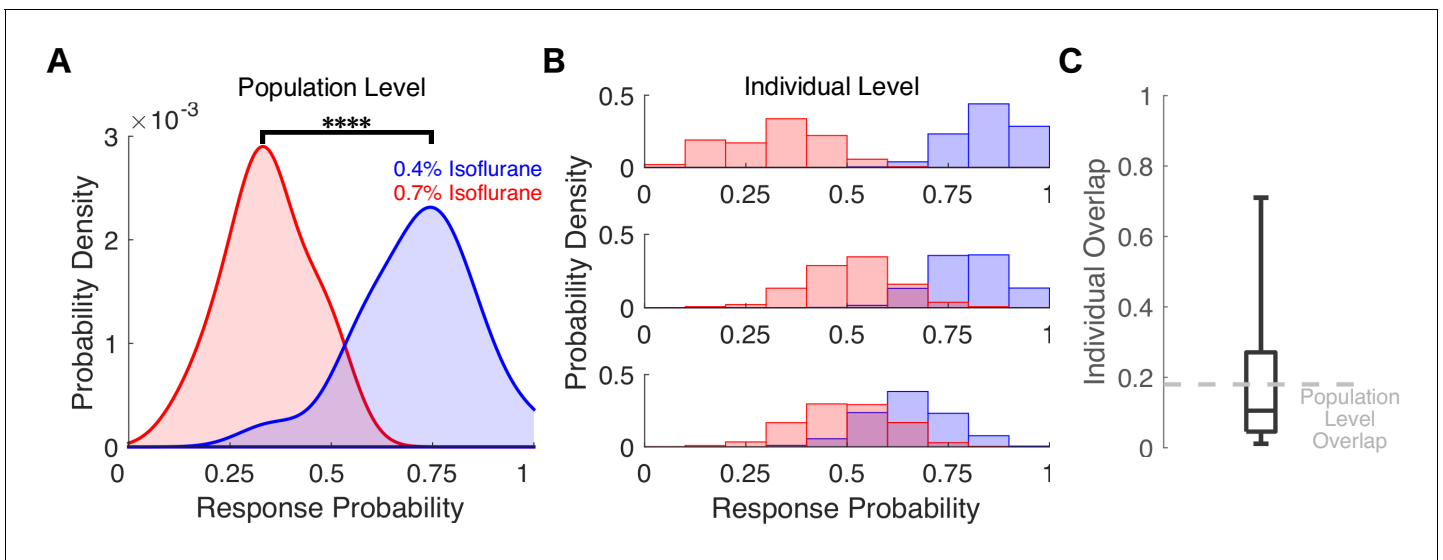 A
Population Level
×10-3
****
0.4% Isoflurane
0.7% Isoflurane
3
2
1
0
Probability Density
0 0.25 0.5 0.75 1
Response Probability
B
Individual Level
Probability Density
0.5
0
0 0.25 0.5 0.75 1
0.5
0
0 0.25 0.5 0.75 1
0.5
0
0 0.25 0.5 0.75 1
Response Probability
C
Individual Overlap
1
0.8
0.6
0.4
0.2
0
Population
Level
Overlap